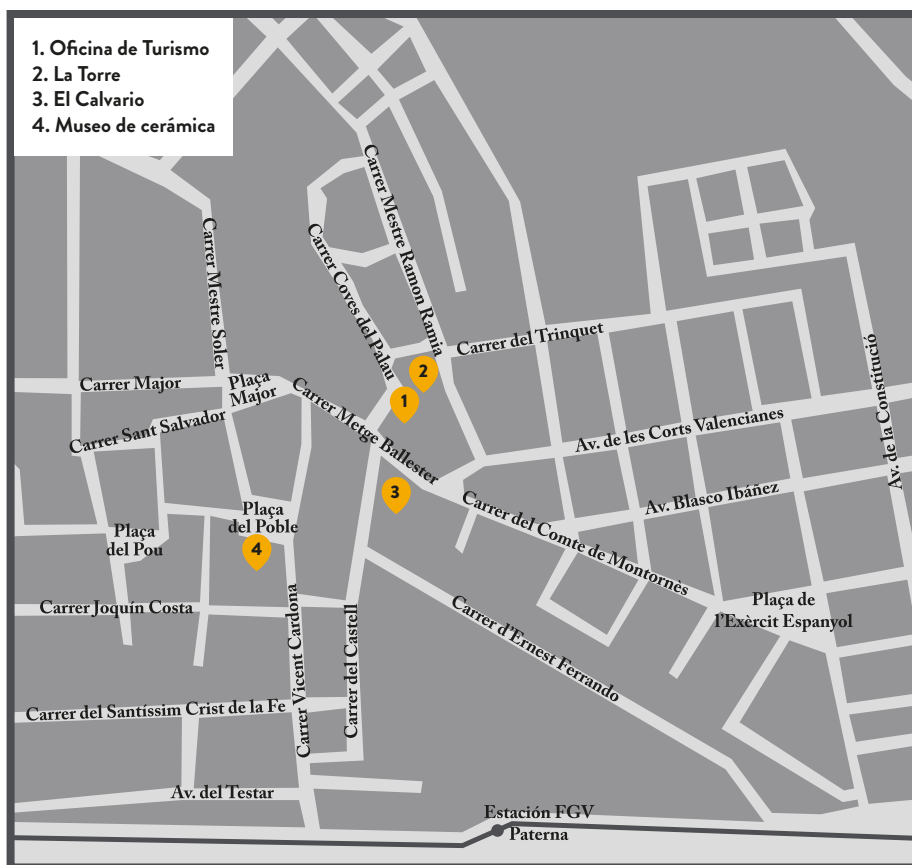 1. Oficina de Turismo
2. La Torre
3. El Calvario
4. Museo de cerámica
Carrer Mestre Ramon Ramia
Carrer Mestre Soler
Carrer Coves del Palau
Carrer del Trinquet
Av. de la Constitució
2
Carrer Major
Plaça
Major
1
Carrer Metge Ballester
Carrer Sant Salvador
Av. de les Corts Valencianes
3
Av. Blasco Ibáñez
Carrer del Comte de Montornès
Plaça
del Poble
Plaça
del Pou
4
Carrer Joquín Costa
Carrer Vicent Cardona
Carrer del Castell
Carrer d'Ernest Ferrando
Plaça de
l'Exèrcit Espanyol
Carrer del Santíssim Crist de la Fe
Av. del Testar
Estación FGV
Paterna